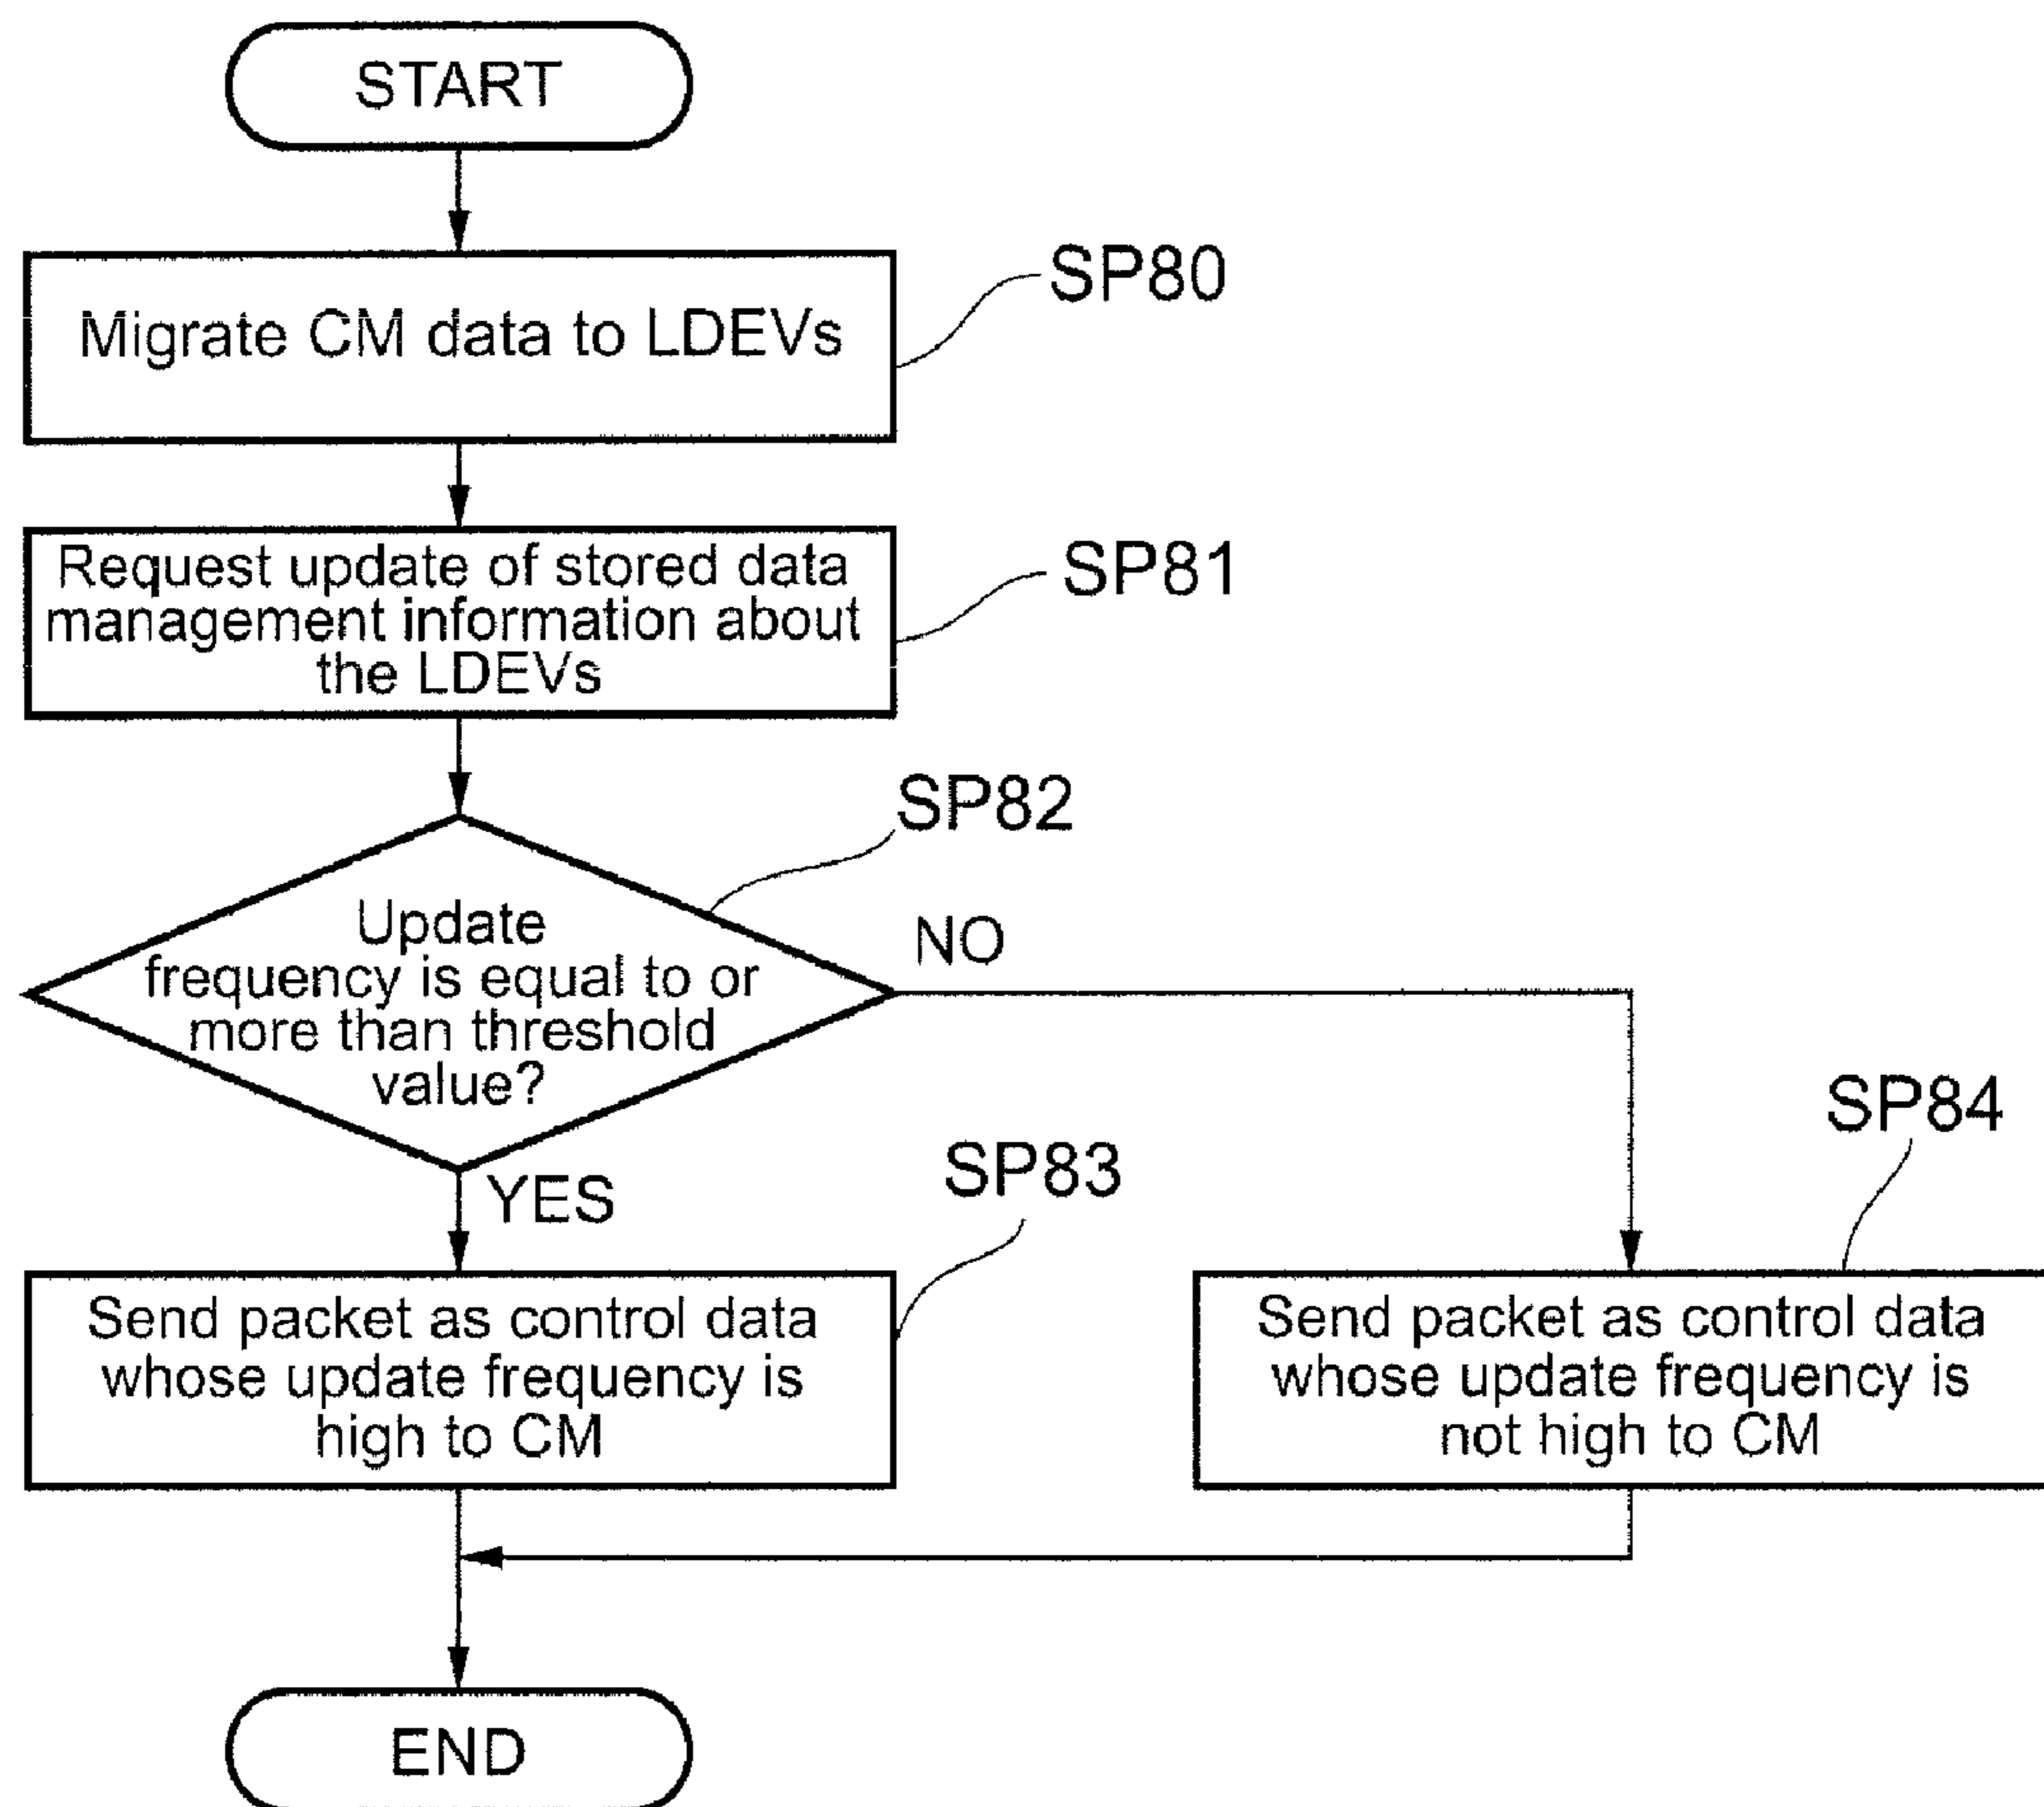 START
SP80
Migrate CM data to LDEVs
SP81
Request update of stored data
management information about
the LDEVs
SP82
Update
frequency is equal to or
more than threshold
value?
NO
YES
SP83
SP84
Send packet as control data
whose update frequency is
high to CM
Send packet as control data
whose update frequency is
not high to CM
END